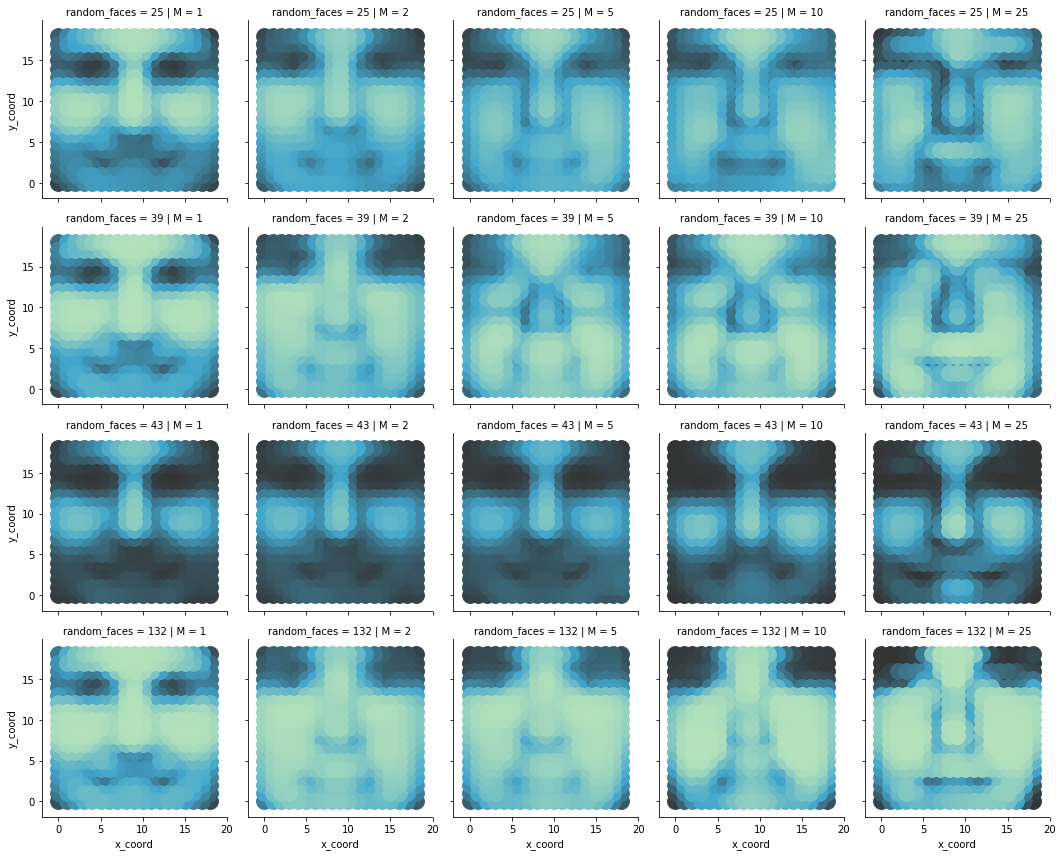 random_faces = 25 | M = 1
random_faces = 25 | M = 2
random_faces = 25 | M = 5
random_faces = 25 | M = 10
random_faces = 25 | M = 25
15
10
5
0
y_coord
random_faces = 39 | M = 1
random_faces = 39 | M = 2
random_faces = 39 | M = 5
random_faces = 39 | M = 10
random_faces = 39 | M = 25
15
10
5
0
y_coord
random_faces = 43 | M = 1
random_faces = 43 | M = 2
random_faces = 43 | M = 5
random_faces = 43 | M = 10
random_faces = 43 | M = 25
15
10
5
0
y_coord
random_faces = 132 | M = 1
random_faces = 132 | M = 2
random_faces = 132 | M = 5
random_faces = 132 | M = 10
random_faces = 132 | M = 25
15
10
5
0
y_coord
0 5 10 15 20
0 5 10 15 20
0 5 10 15 20
0 5 10 15 20
0 5 10 15 20
x_coord
x_coord
x_coord
x_coord
x_coord